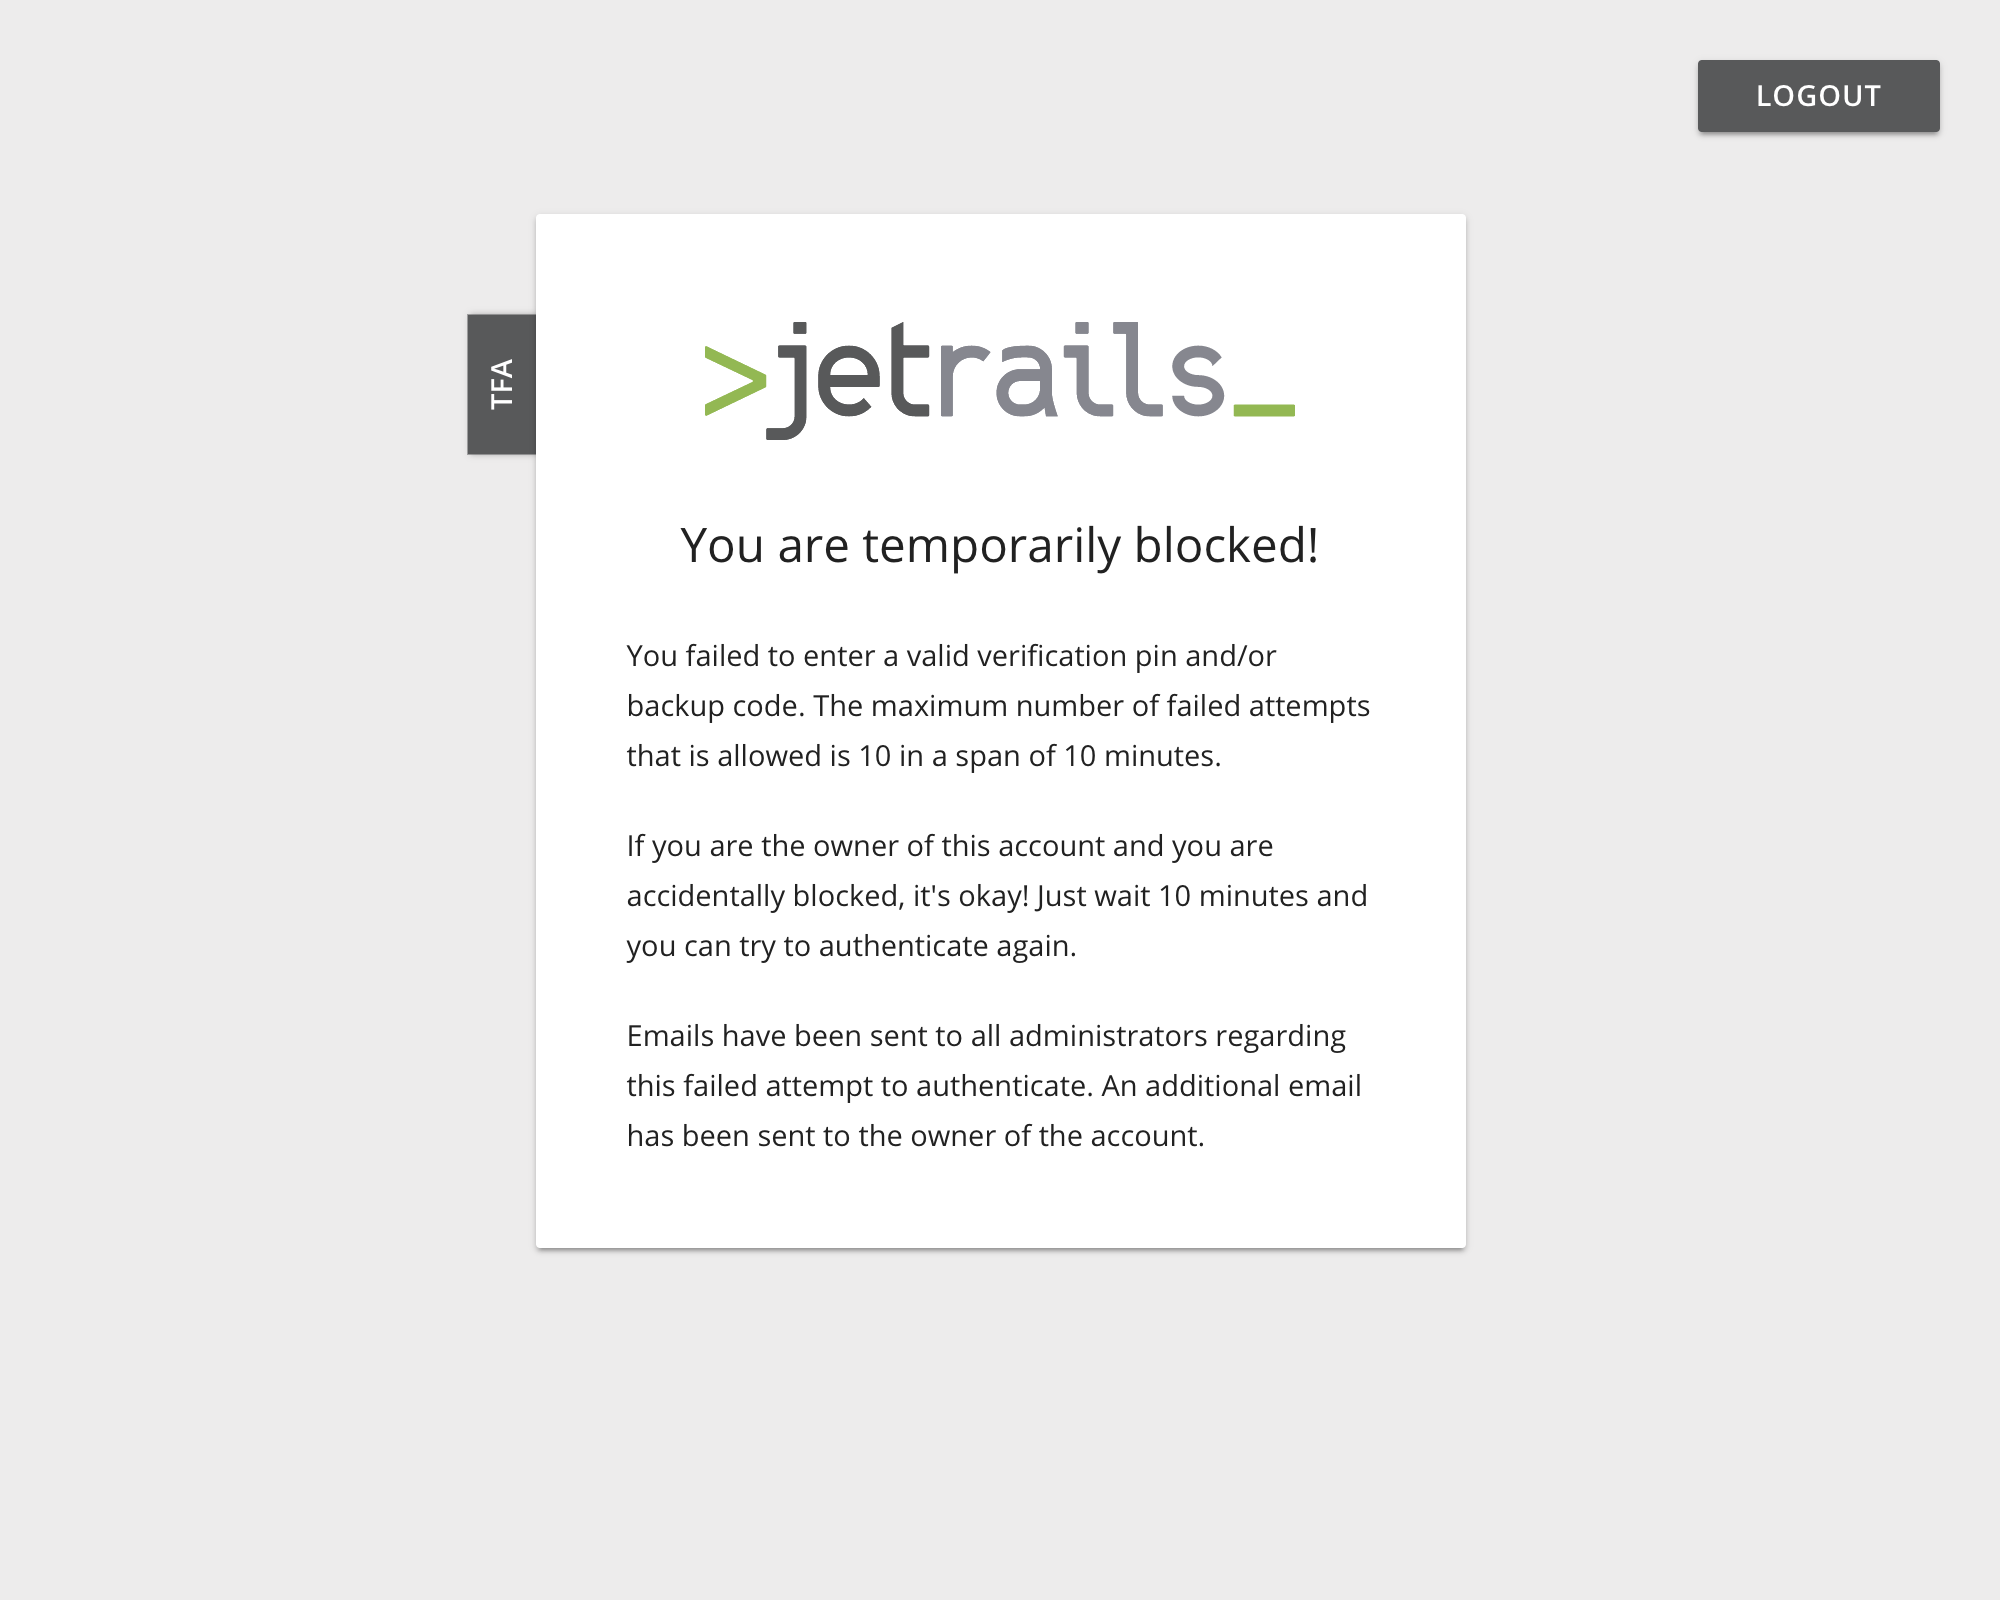 LOGOUT
TFA
>jetrails_
You are temporarily blocked!
You failed to enter a valid verification pin and/or
backup code. The maximum number of failed attempts
that is allowed is 10 in a span of 10 minutes.
If you are the owner of this account and you are
accidentally blocked, it's okay! Just wait 10 minutes and
you can try to authenticate again.
Emails have been sent to all administrators regarding
this failed attempt to authenticate. An additional email
has been sent to the owner of the account.